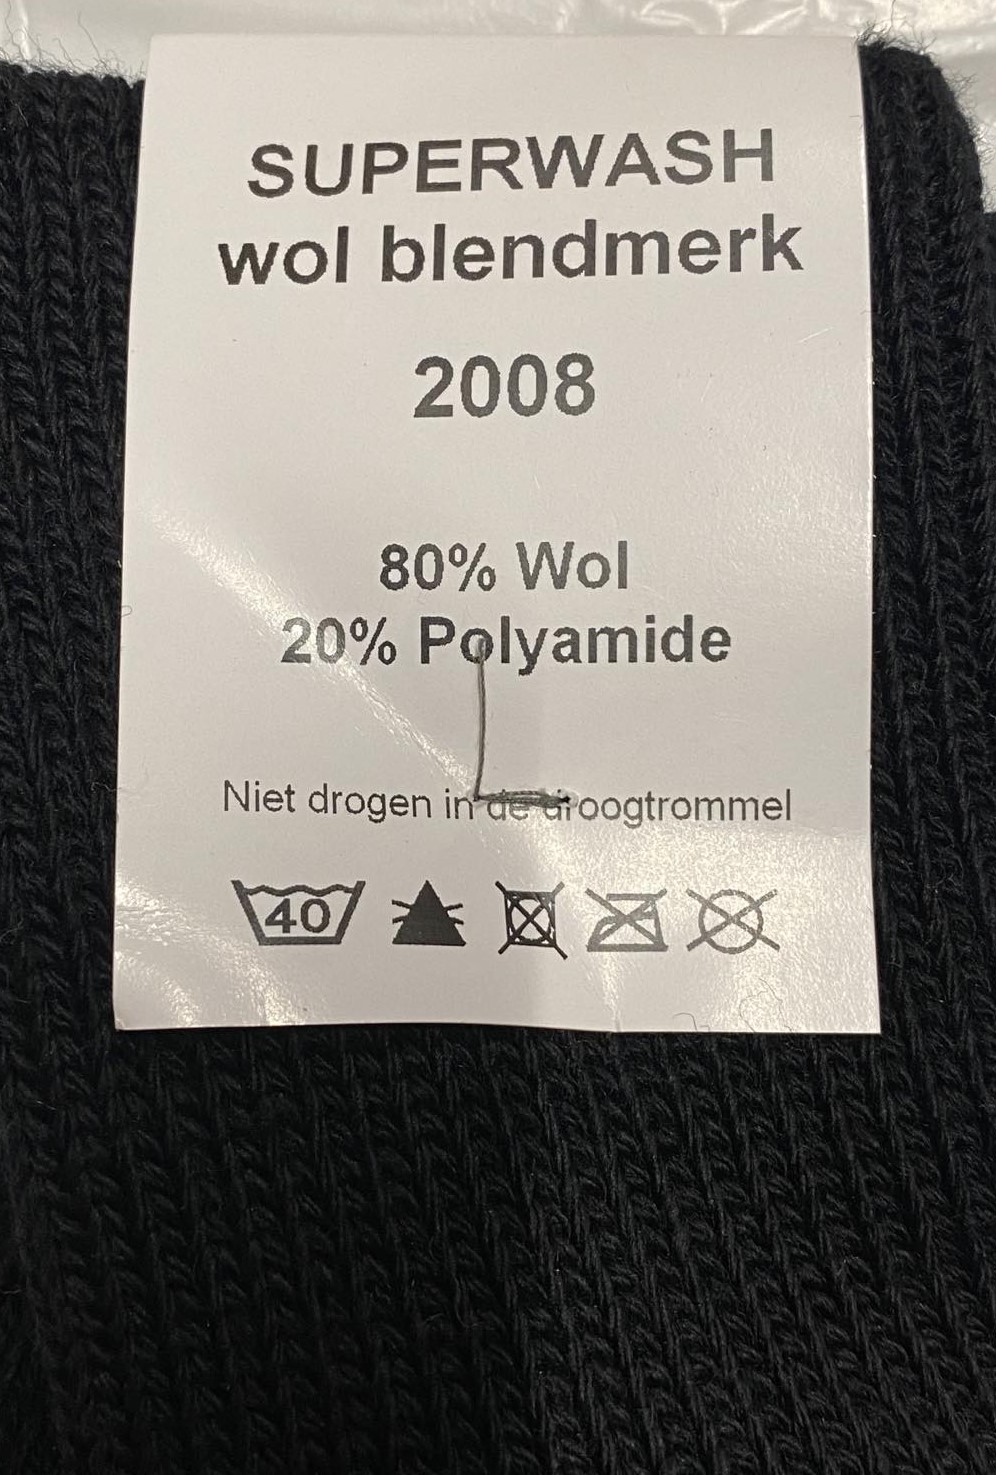 SUPERWASH
wol blendmerk
2008
80% Wol
20% Polyamide
Niet drogen in de droogtrommel
40